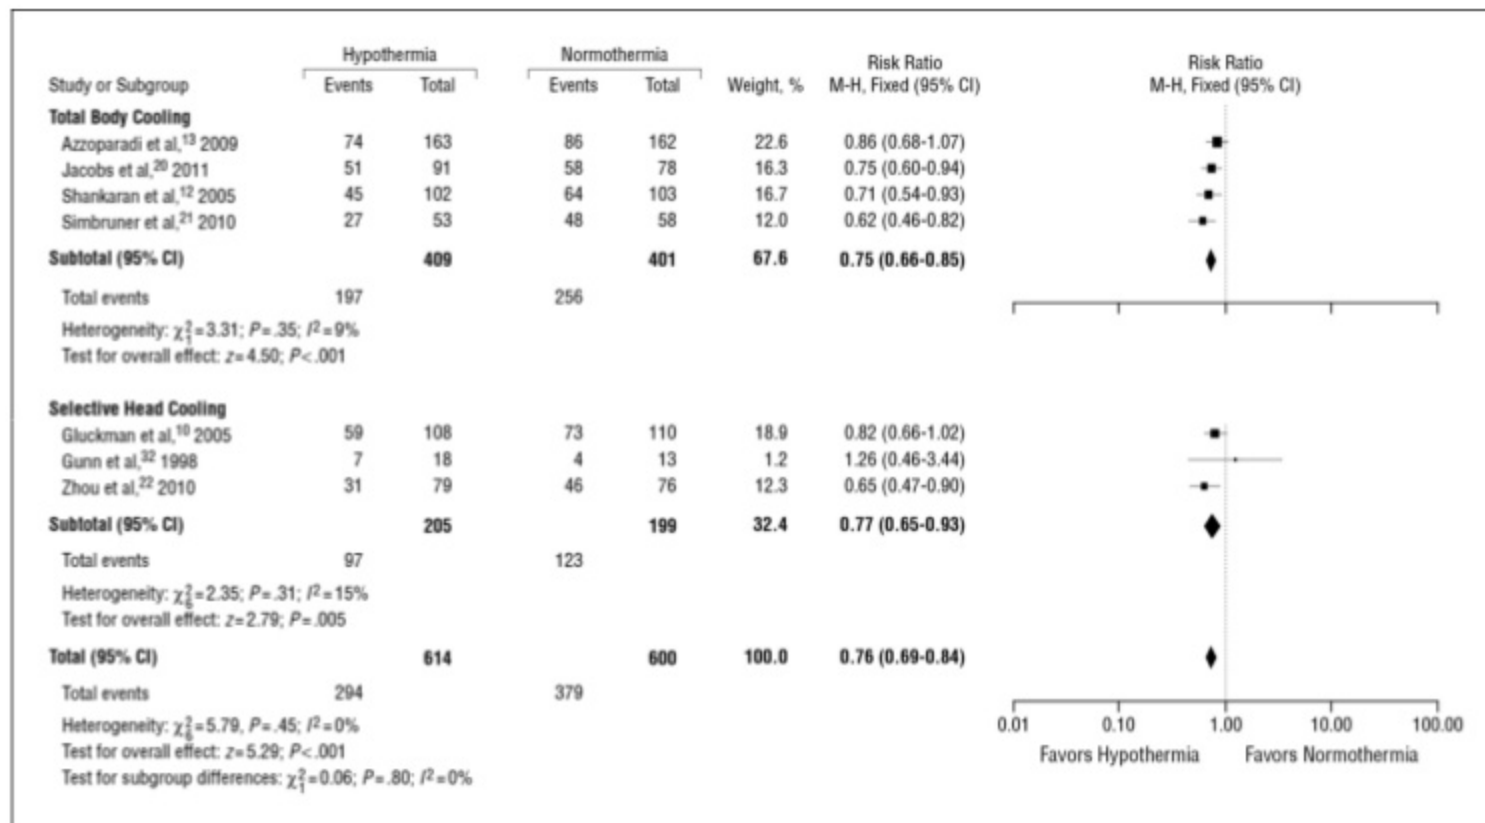 Hypothermia Normothermia Risk Ratio Risk Ratio
Study or Subgroup Events Total Events Total Weight, % M-H, Fixed (95% CI) M-H, Fixed (95% CI)
Total Body Cooling
Azzoparadi et al,13 2009 74 163 86 162 22.6 0.86 (0.68-1.07)
Jacobs et al,20 2011 51 91 58 78 16.3 0.75 (0.60-0.94)
Shankaran et al,12 2005 45 102 64 103 16.7 0.71 (0.54-0.93)
Simbruner et al,21 2010 27 53 48 58 12.0 0.62 (0.46-0.82)
Subtotal (95% CI) 409 401 67.6 0.75 (0.66-0.85)
Total events 197 256
Heterogeneity: χ²₁=3.31; P=.35; I²=9%
Test for overall effect: z=4.50; P<.001
Selective Head Cooling
Gluckman et al,10 2005 59 108 73 110 18.9 0.82 (0.66-1.02)
Gunn et al,32 1998 7 18 4 13 1.2 1.26 (0.46-3.44)
Zhou et al,22 2010 31 79 46 76 12.3 0.65 (0.47-0.90)
Subtotal (95% CI) 205 199 32.4 0.77 (0.65-0.93)
Total events 97 123
Heterogeneity: χ²₆=2.35; P=.31; I²=15%
Test for overall effect: z=2.79; P=.005
Total (95% CI) 614 600 100.0 0.76 (0.69-0.84)
Total events 294 379
Heterogeneity: χ²₆=5.79, P=.45; I²=0%
Test for overall effect: z=5.29; P<.001
Test for subgroup differences: χ²₁=0.06; P=.80; I²=0%
0.01 0.10 1.00 10.00 100.00
Favors Hypothermia Favors Normothermia